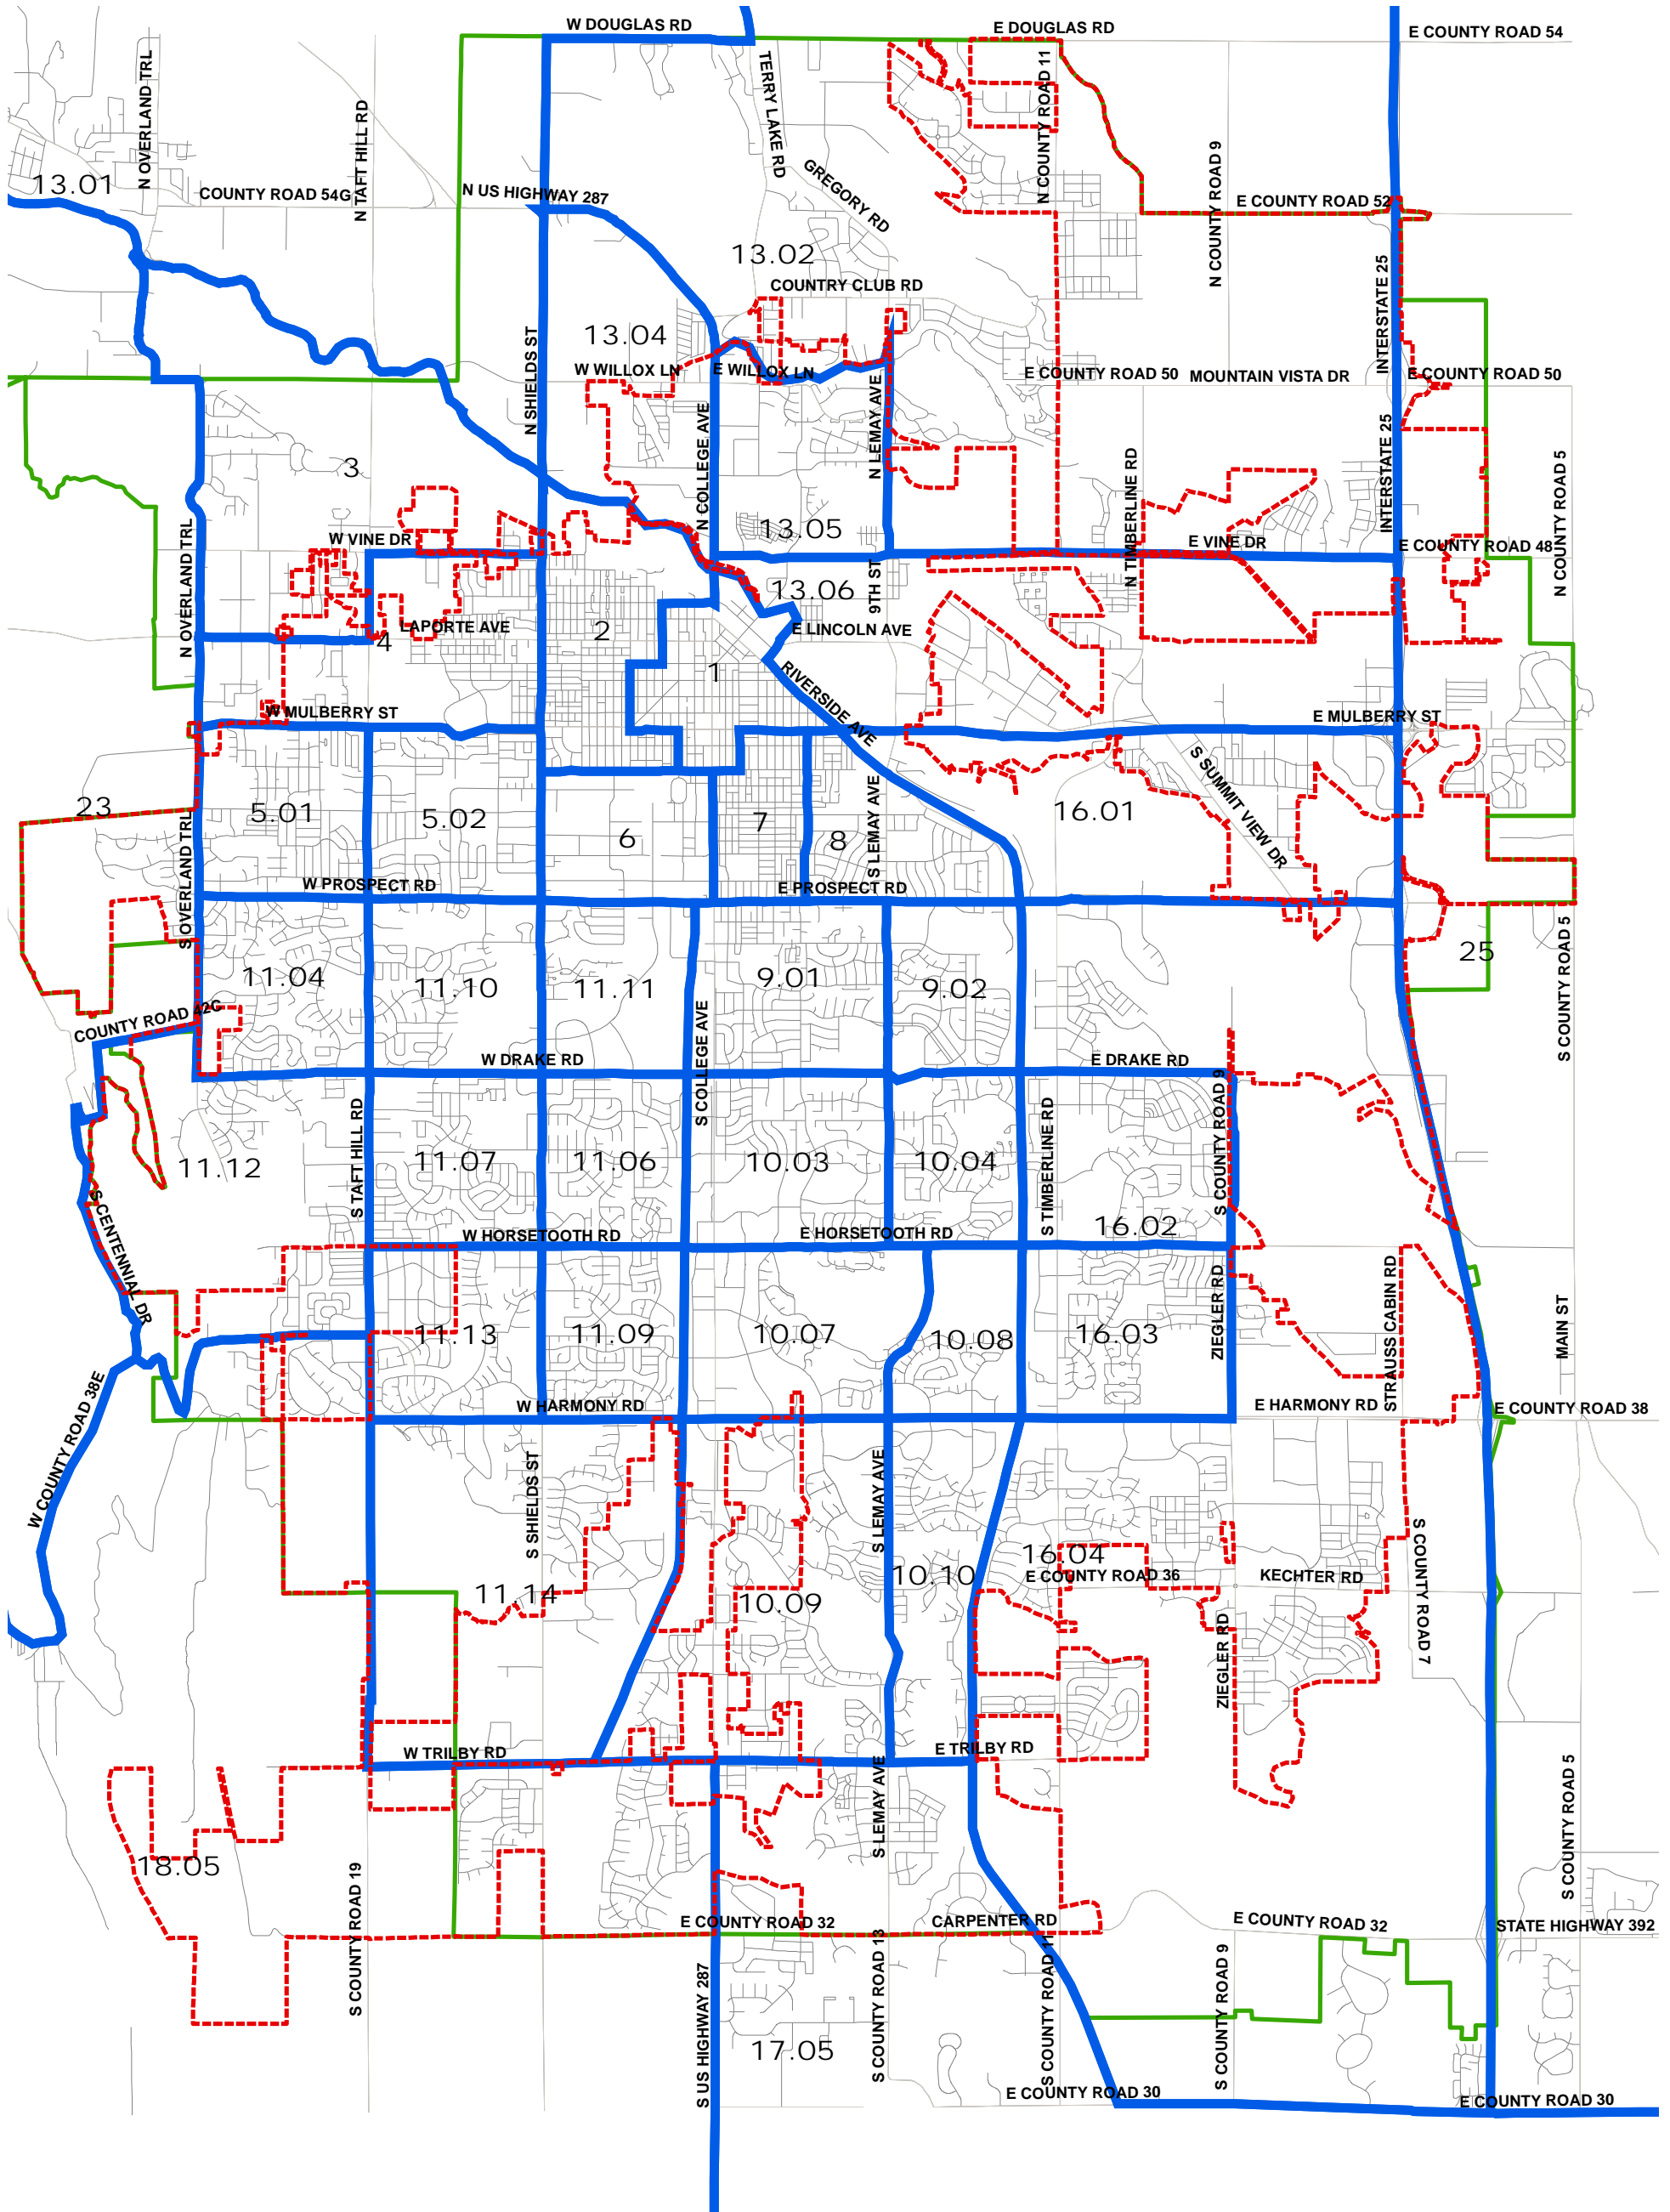 W DOUGLAS RD
E DOUGLAS RD
E COUNTY ROAD 54
N OVERLAND TRL
TERRY LAKE RD
N COUNTY ROAD 11
N TAFT HILL RD
13.01
COUNTY ROAD 54G
N US HIGHWAY 287
GREGORY RD
N COUNTY ROAD 9
E COUNTY ROAD 52
13.02
COUNTRY CLUB RD
INTERSTATE 25
13.04
N SHIELDS ST
W WILLOX LN
E WILLOX LN
E COUNTY ROAD 50
MOUNTAIN VISTA DR
E COUNTY ROAD 50
N COLLEGE AVE
N LEMAY AVE
INTERSTATE 25
3
N TIMBERLINE RD
N COUNTY ROAD 5
13.05
W VINE DR
E VINE DR
E COUNTY ROAD 48
N OVERLAND TRL
13.06
9TH ST
LAPORTE AVE
4
2
E LINCOLN AVE
1
RIVERSIDE AVE
W MULBERRY ST
E MULBERRY ST
S SUMMIT VIEW DR
23
5.01
5.02
6
7
8
S LEMAY AVE
16.01
S OVERLAND TRL
W PROSPECT RD
E PROSPECT RD
25
S COUNTY ROAD 5
11.04
11.10
11.11
9.01
9.02
COUNTY ROAD 42C
S COLLEGE AVE
W DRAKE RD
E DRAKE RD
S TAFT HILL RD
S TIMBERLINE RD
S COUNTY ROAD 9
11.12
11.07
11.06
10.03
10.04
S CENTENNIAL DR
16.02
W HORSETOOTH RD
E HORSETOOTH RD
ZIEGLER RD
STRAUSS CABIN RD
MAIN ST
11.13
11.09
10.07
10.08
16.03
W COUNTY ROAD 38E
W HARMONY RD
E HARMONY RD
E COUNTY ROAD 38
S SHIELDS ST
S LEMAY AVE
S COUNTY ROAD 7
16.04
E COUNTY ROAD 36
KECHTER RD
11.14
10.10
10.09
ZIEGLER RD
W TRILBY RD
E TRILBY RD
S LEMAY AVE
S COUNTY ROAD 5
18.05
S COUNTY ROAD 19
E COUNTY ROAD 32
CARPENTER RD
E COUNTY ROAD 32
STATE HIGHWAY 392
S US HIGHWAY 287
S COUNTY ROAD 13
S COUNTY ROAD 11
S COUNTY ROAD 9
17.05
E COUNTY ROAD 30
E COUNTY ROAD 30